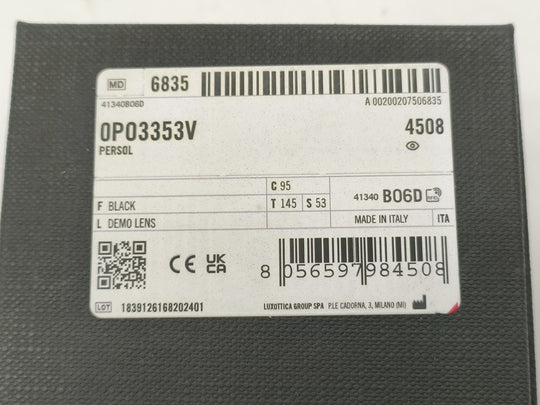 MD 6835
41340B06D
A 00200207506835
0PO3353V 4508
PERSOL
C 95
F BLACK T 145 S 53 41340 B06D RFID
L DEMO LENS MADE IN ITALY ITA
CE UK CA
8 056597 984508
LOT 1839126168202401 LUXOTTICA GROUP SPA P.LE CADORNA, 3, MILANO (MI)